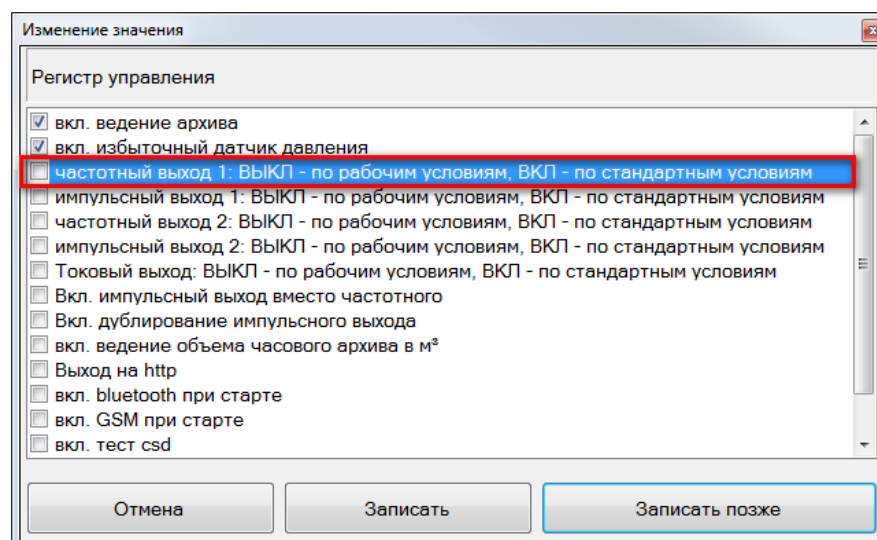 Изменение значения
Регистр управления
вкл. ведение архива
вкл. избыточный датчик давления
частотный выход 1: ВЫКЛ - по рабочим условиям, ВКЛ - по стандартным условиям
импульсный выход 1: ВЫКЛ - по рабочим условиям, ВКЛ - по стандартным условиям
частотный выход 2: ВЫКЛ - по рабочим условиям, ВКЛ - по стандартным условиям
импульсный выход 2: ВЫКЛ - по рабочим условиям, ВКЛ - по стандартным условиям
Токовый выход: ВЫКЛ - по рабочим условиям, ВКЛ - по стандартным условиям
Вкл. импульсный выход вместо частотного
Вкл. дублирование импульсного выхода
вкл. ведение объема часового архива в м³
Выход на http
вкл. bluetooth при старте
вкл. GSM при старте
вкл. тест csd
Отмена Записать Записать позже